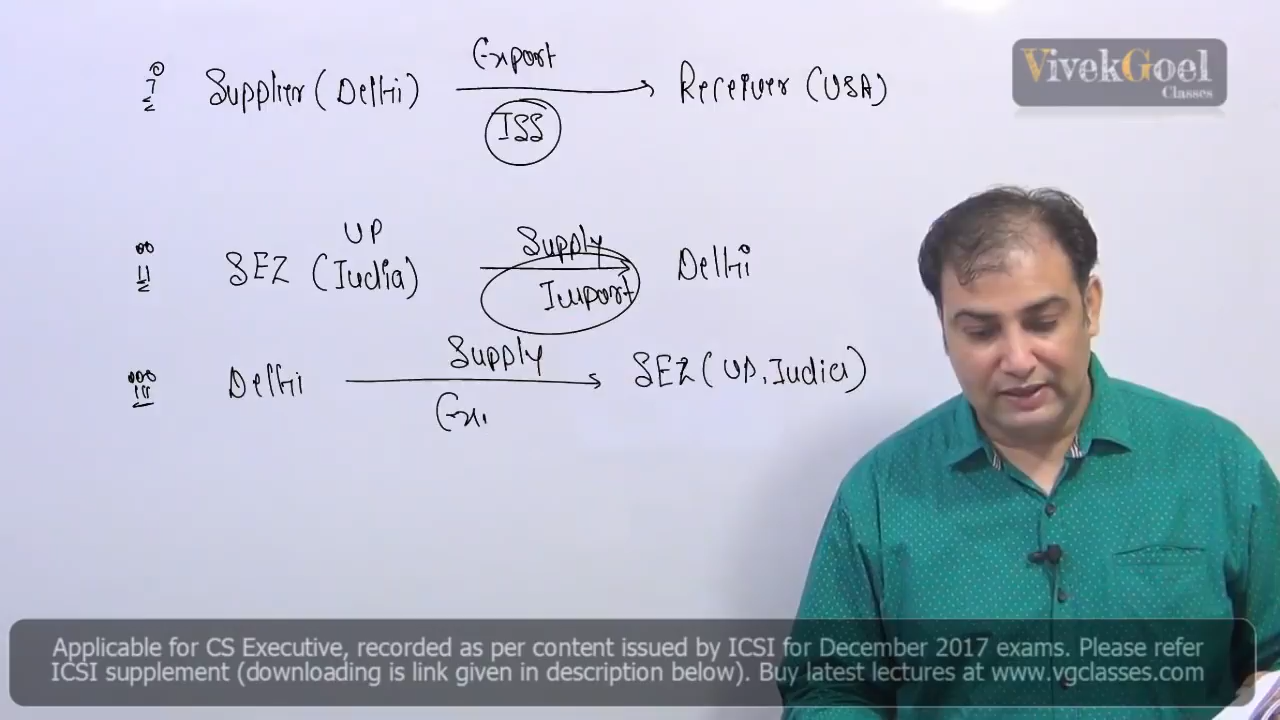 VivekGoel
Classes
i Supplier (Delhi) Export Receiver (USA)
ISS
UP
ii SEZ (India) Supply Delhi
Import
iii Delhi Supply SEZ (UP, India)
Ex
Applicable for CS Executive, recorded as per content issued by ICSI for December 2017 exams. Please refer
ICSI supplement (downloading is link given in description below). Buy latest lectures at www.vgclasses.com